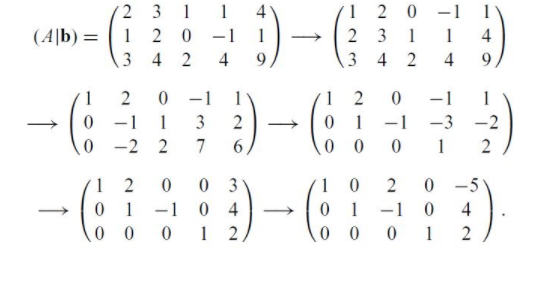 (A|b) = ( 2 3 1 1 4 ) ⟶ ( 1 2 0 −1 1 )
1 2 0 −1 1 2 3 1 1 4
3 4 2 4 9 3 4 2 4 9
⟶ ( 1 2 0 −1 1 ) ⟶ ( 1 2 0 −1 1 )
0 −1 1 3 2 0 1 −1 −3 −2
0 −2 2 7 6 0 0 0 1 2
⟶ ( 1 2 0 0 3 ) ⟶ ( 1 0 2 0 −5 ) .
0 1 −1 0 4 0 1 −1 0 4
0 0 0 1 2 0 0 0 1 2